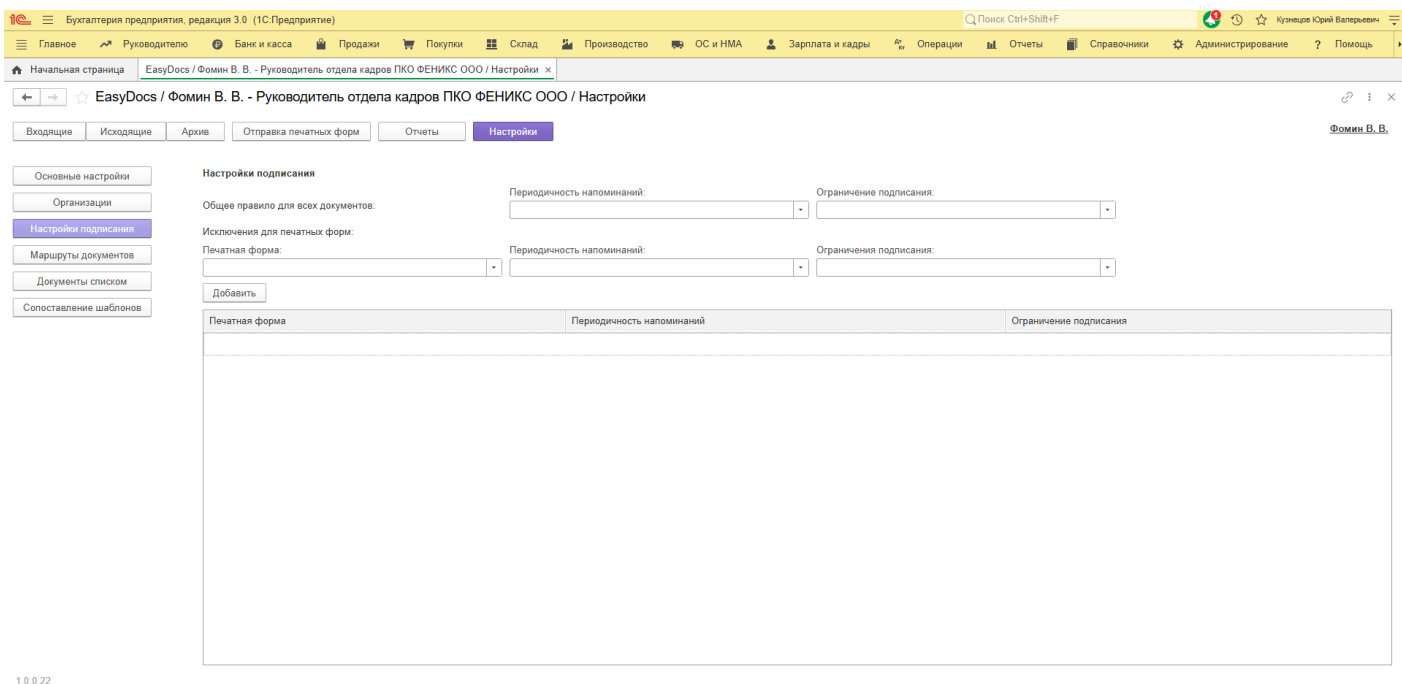 1С Бухгалтерия предприятия, редакция 3.0 (1С:Предприятие) Поиск Ctrl+Shift+F 1 Кузнецов Юрий Валерьевич
Главное Руководителю Банк и касса Продажи Покупки Склад Производство ОС и НМА Зарплата и кадры Дт Кт Операции Отчеты Справочники Администрирование ? Помощь
Начальная страница EasyDocs / Фомин В. В. - Руководитель отдела кадров ПКО ФЕНИКС ООО / Настройки ×
EasyDocs / Фомин В. В. - Руководитель отдела кадров ПКО ФЕНИКС ООО / Настройки
Входящие Исходящие Архив Отправка печатных форм Отчеты Настройки Фомин В. В.
Основные настройки
Организации
Настройки подписания
Маршруты документов
Документы списком
Сопоставление шаблонов
Настройки подписания
Периодичность напоминаний: Ограничение подписания:
Общее правило для всех документов:
Исключения для печатных форм:
Печатная форма: Периодичность напоминаний: Ограничения подписания:
Добавить
Печатная форма Периодичность напоминаний Ограничение подписания
1.0.0.22